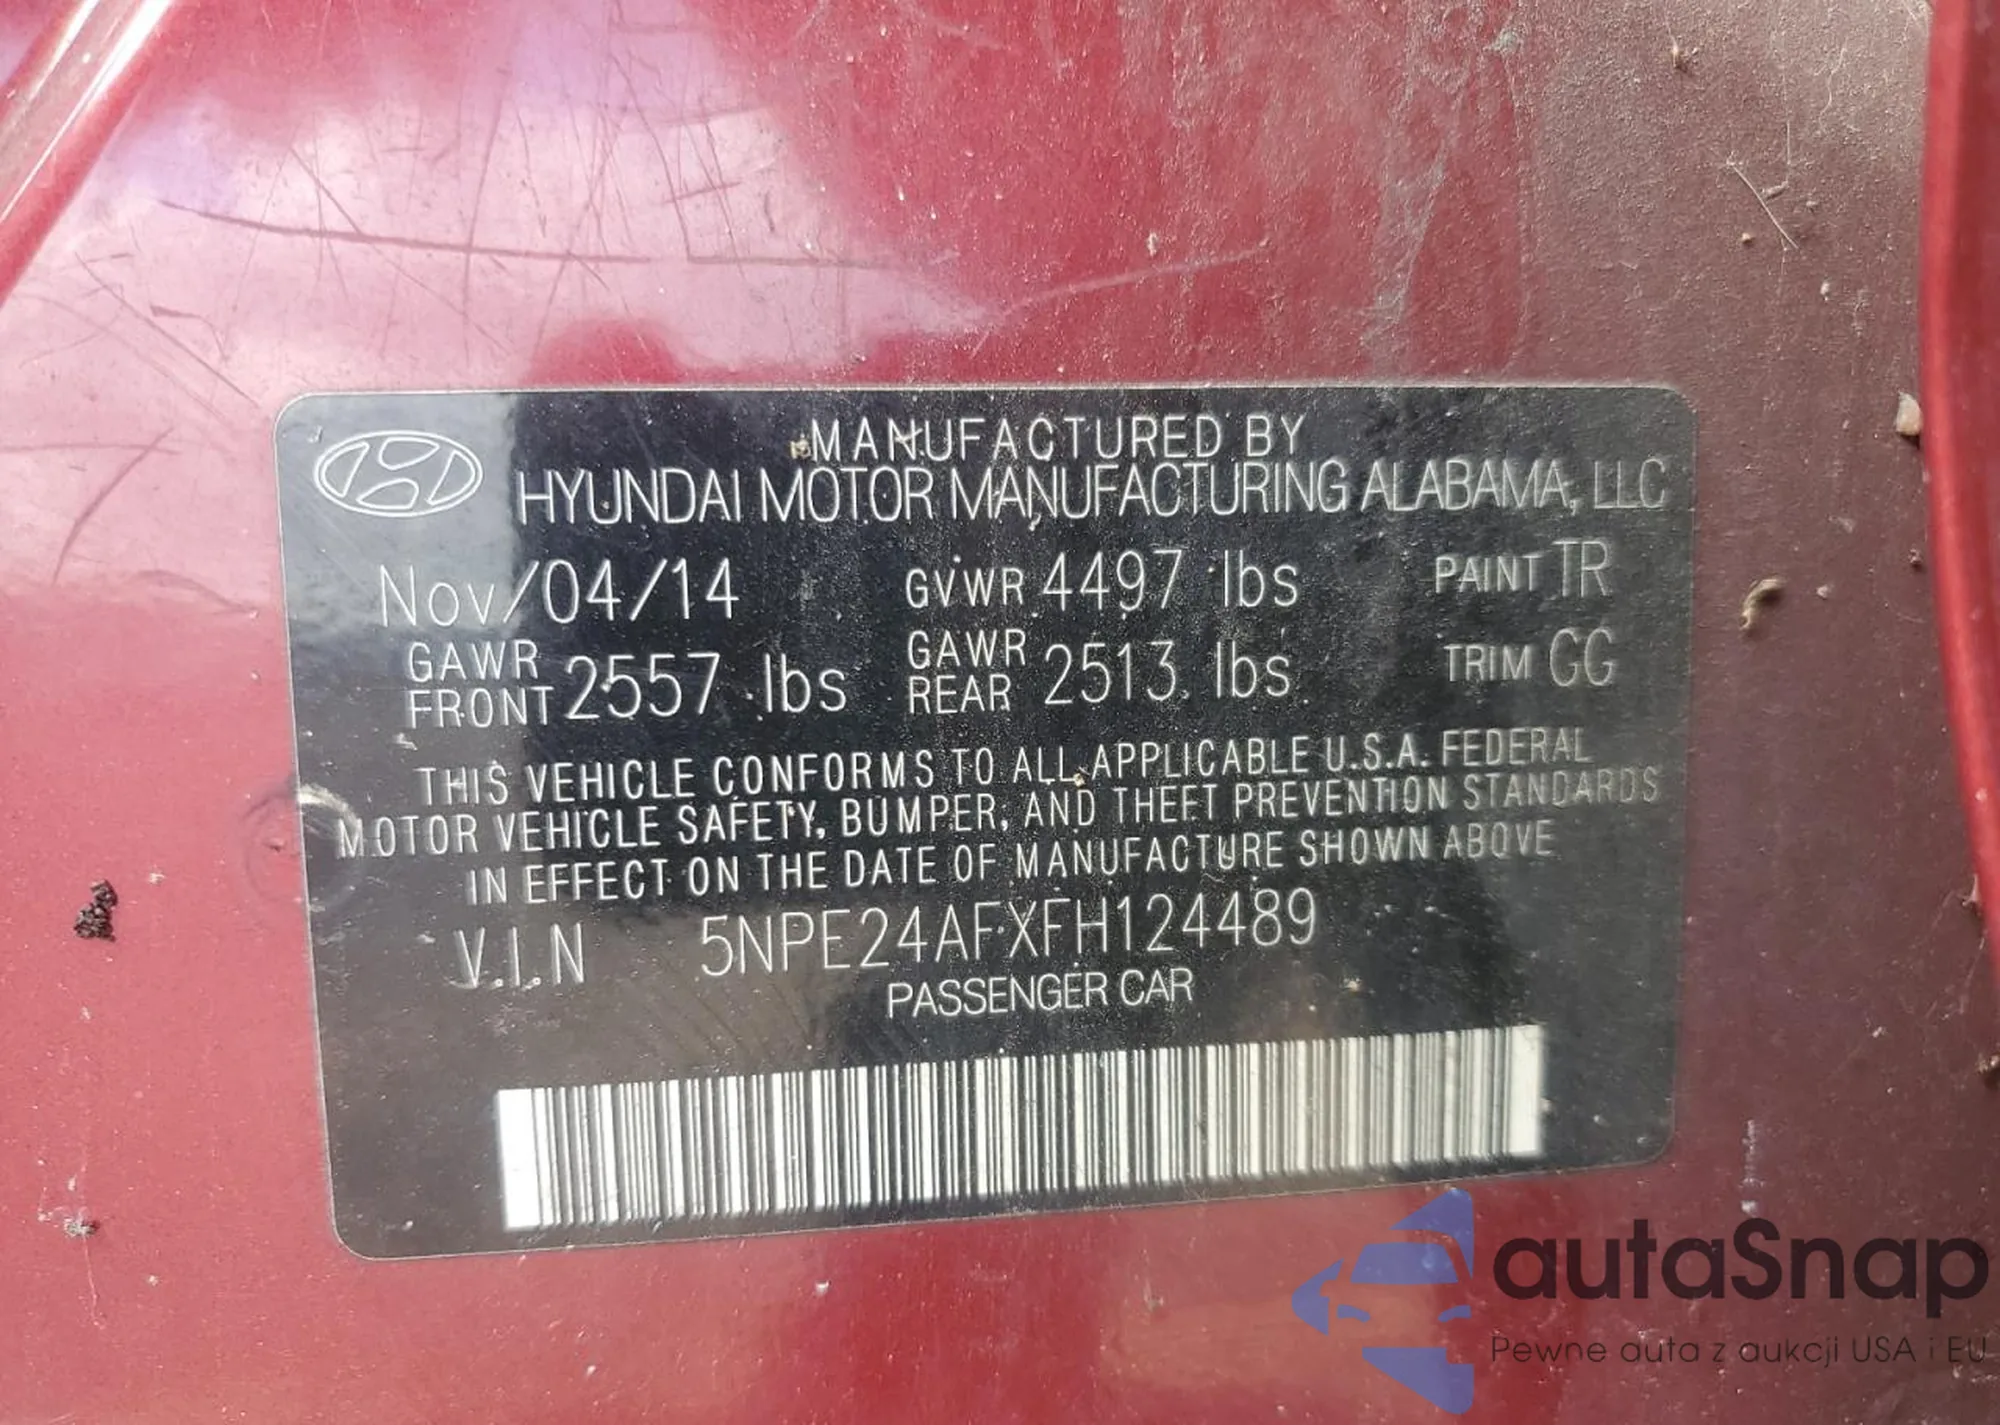 MANUFACTURED BY
HYUNDAI MOTOR MANUFACTURING ALABAMA, LLC
Nov/04/14 GVWR 4497 lbs PAINT TR
GAWR FRONT 2557 lbs GAWR REAR 2513 lbs TRIM GG
THIS VEHICLE CONFORMS TO ALL APPLICABLE U.S.A. FEDERAL
MOTOR VEHICLE SAFETY, BUMPER, AND THEFT PREVENTION STANDARDS
IN EFFECT ON THE DATE OF MANUFACTURE SHOWN ABOVE
V.I.N 5NPE24AFXFH124489
PASSENGER CAR
autaSnap
Pewne auta z aukcji USA i EU